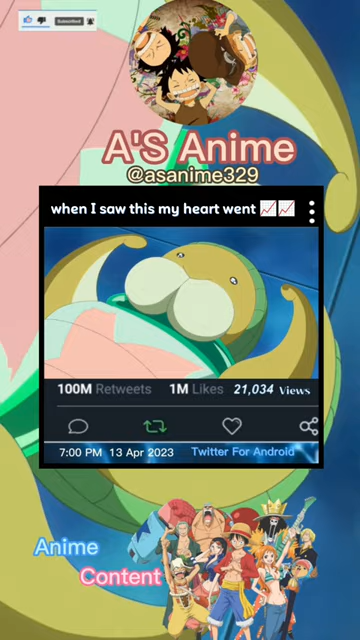 Subscribed
A'S Anime
@asanime329
when I saw this my heart went 📈📈
100M Retweets 1M Likes 21,034 Views
7:00 PM 13 Apr 2023 Twitter For Android
Anime
Content